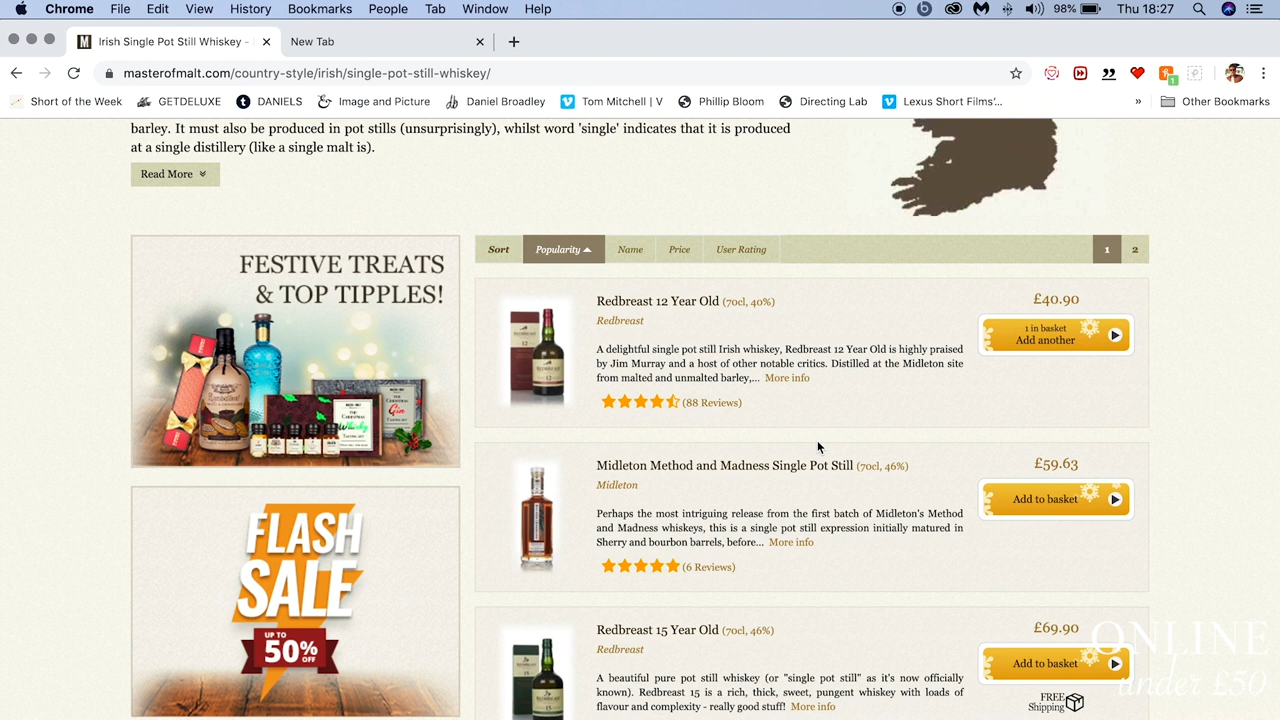 Chrome File Edit View History Bookmarks People Tab Window Help 98% Thu 18:27
Irish Single Pot Still Whiskey - New Tab
masterofmalt.com/country-style/irish/single-pot-still-whiskey/
Short of the Week GETDELUXE DANIELS Image and Picture Daniel Broadley Tom Mitchell | V Phillip Bloom Directing Lab Lexus Short Films'... » Other Bookmarks
barley. It must also be produced in pot stills (unsurprisingly), whilst word 'single' indicates that it is produced
at a single distillery (like a single malt is).
Read More
FESTIVE TREATS
& TOP TIPPLES!
Sort Popularity Name Price User Rating 1 2
Redbreast 12 Year Old (70cl, 40%)
Redbreast
A delightful single pot still Irish whiskey, Redbreast 12 Year Old is highly praised
by Jim Murray and a host of other notable critics. Distilled at the Midleton site
from malted and unmalted barley,... More info
(88 Reviews)
£40.90
1 in basket
Add another
Midleton Method and Madness Single Pot Still (70cl, 46%)
Midleton
Perhaps the most intriguing release from the first batch of Midleton's Method
and Madness whiskeys, this is a single pot still expression initially matured in
Sherry and bourbon barrels, before... More info
(6 Reviews)
£59.63
Add to basket
FLASH
SALE
UP TO
50% OFF
Redbreast 15 Year Old (70cl, 46%)
Redbreast
A beautiful pure pot still whiskey (or "single pot still" as it's now officially
known). Redbreast 15 is a rich, thick, sweet, pungent whiskey with loads of
flavour and complexity - really good stuff! More info
£69.90
Add to basket
FREE
Shipping
ONLINE
under £50